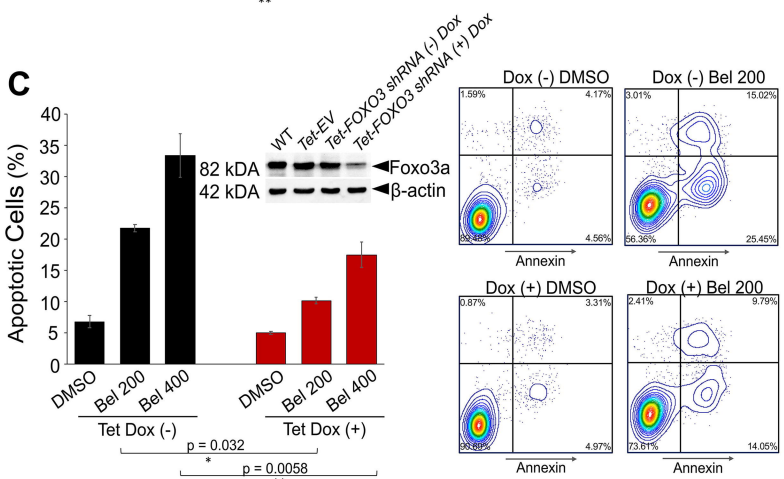 **
C
Apoptotic Cells (%)
40
35
30
25
20
15
10
5
0
DMSO
Bel 200
Bel 400
DMSO
Bel 200
Bel 400
Tet Dox (-)
Tet Dox (+)
p = 0.032
*
p = 0.0058
WT
Tet-EV
Tet-FOXO3 shRNA (-) Dox
Tet-FOXO3 shRNA (+) Dox
82 kDA
Foxo3a
42 kDA
β-actin
Dox (-) DMSO
1.59%
4.17%
4.56%
Annexin
Dox (-) Bel 200
3.01%
15.02%
56.36%
25.45%
Annexin
Dox (+) DMSO
0.87%
3.31%
4.97%
Annexin
Dox (+) Bel 200
2.41%
9.79%
73.61%
14.05%
Annexin